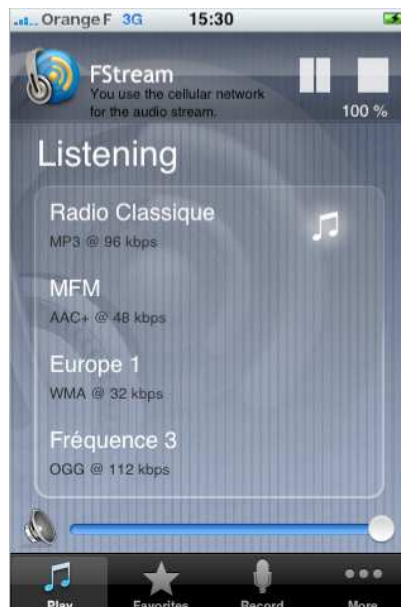 Orange F 3G 15:30
FStream
You use the cellular network
for the audio stream.
100 %
Listening
Radio Classique
MP3 @ 96 kbps
MFM
AAC+ @ 48 kbps
Europe 1
WMA @ 32 kbps
Fréquence 3
OGG @ 112 kbps
Play Favorites Record More